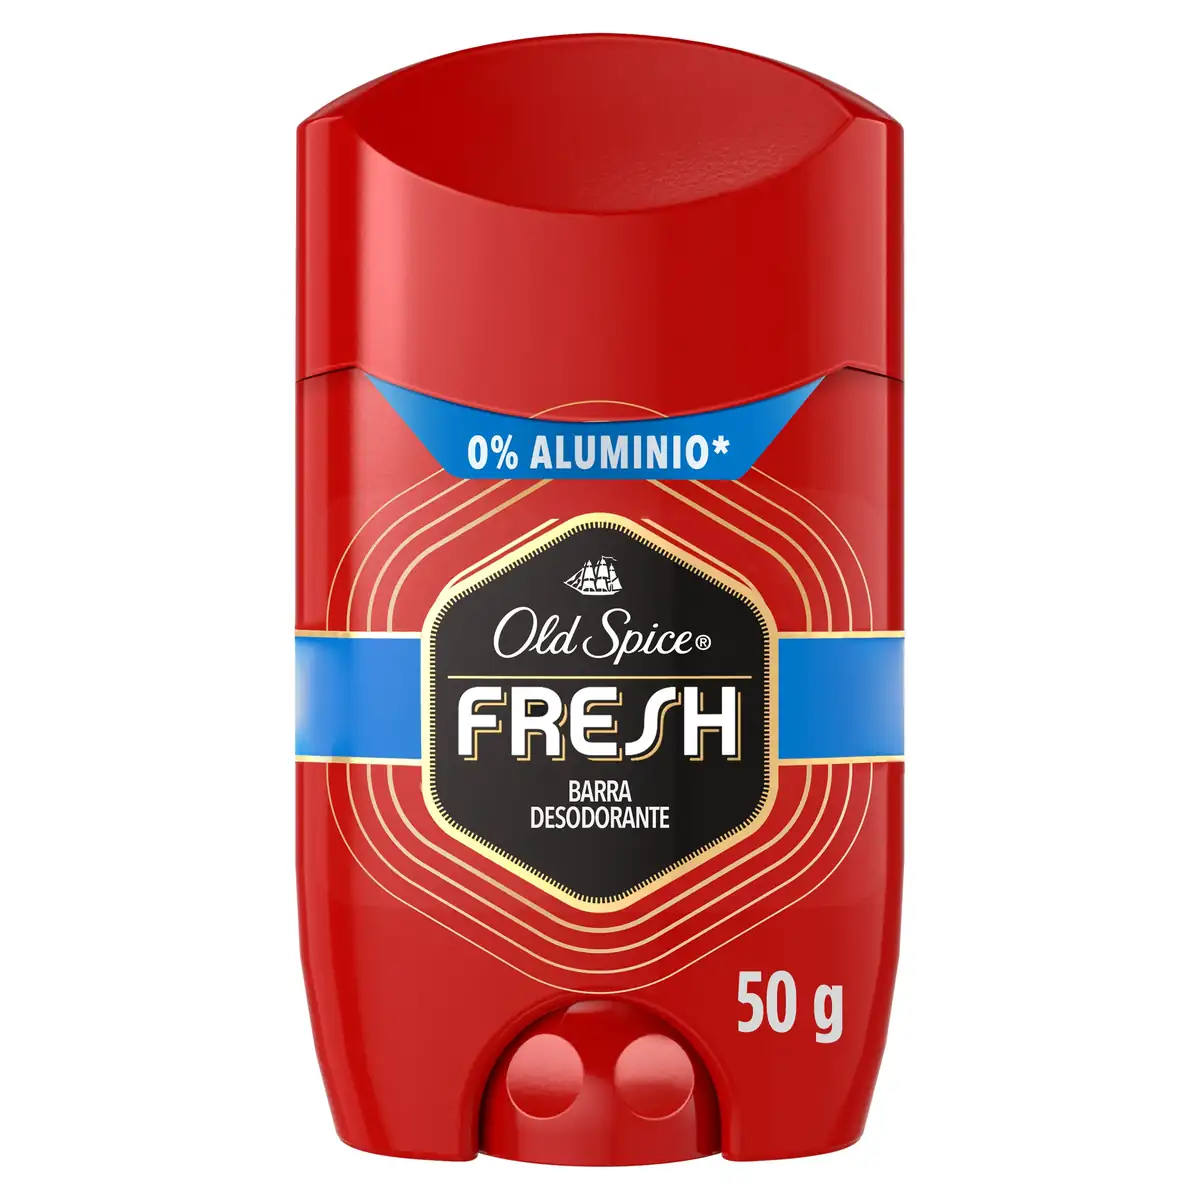 0% ALUMINIO*
Old Spice®
FRESH
BARRA
DESODORANTE
50 g